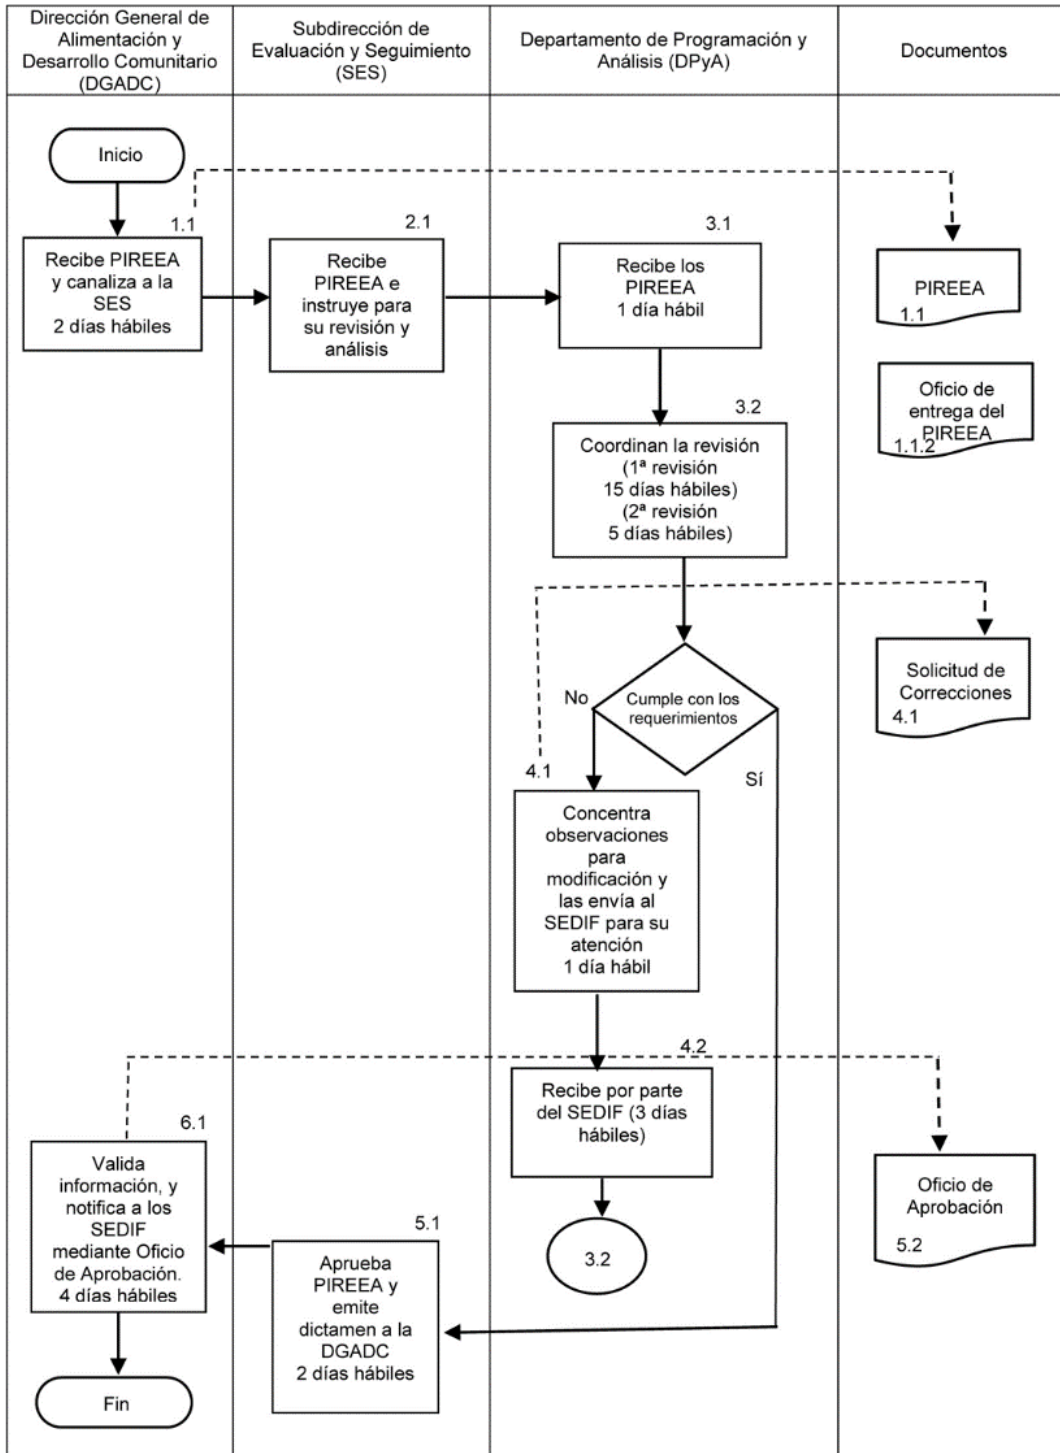 Dirección General de
Alimentación y
Desarrollo Comunitario
(DGADC)
Subdirección de
Evaluación y Seguimiento
(SES)
Departamento de Programación y
Análisis (DPyA)
Documentos
Inicio
1.1
Recibe PIREEA
y canaliza a la
SES
2 días hábiles
2.1
Recibe
PIREEA e
instruye para
su revisión y
análisis
3.1
Recibe los
PIREEA
1 día hábil
PIREEA
1.1
Oficio de
entrega del
PIREEA
1.1.2
3.2
Coordinan la revisión
(1ª revisión
15 días hábiles)
(2ª revisión
5 días hábiles)
Solicitud de
Correcciones
4.1
Cumple con los
requerimientos
No
Sí
4.1
Concentra
observaciones
para
modificación y
las envía al
SEDIF para su
atención
1 día hábil
4.2
Recibe por parte
del SEDIF (3 días
hábiles)
3.2
5.1
Aprueba
PIREEA y
emite
dictamen a la
DGADC
2 días hábiles
6.1
Valida
información, y
notifica a los
SEDIF
mediante Oficio
de Aprobación.
4 días hábiles
Oficio de
Aprobación
5.2
Fin